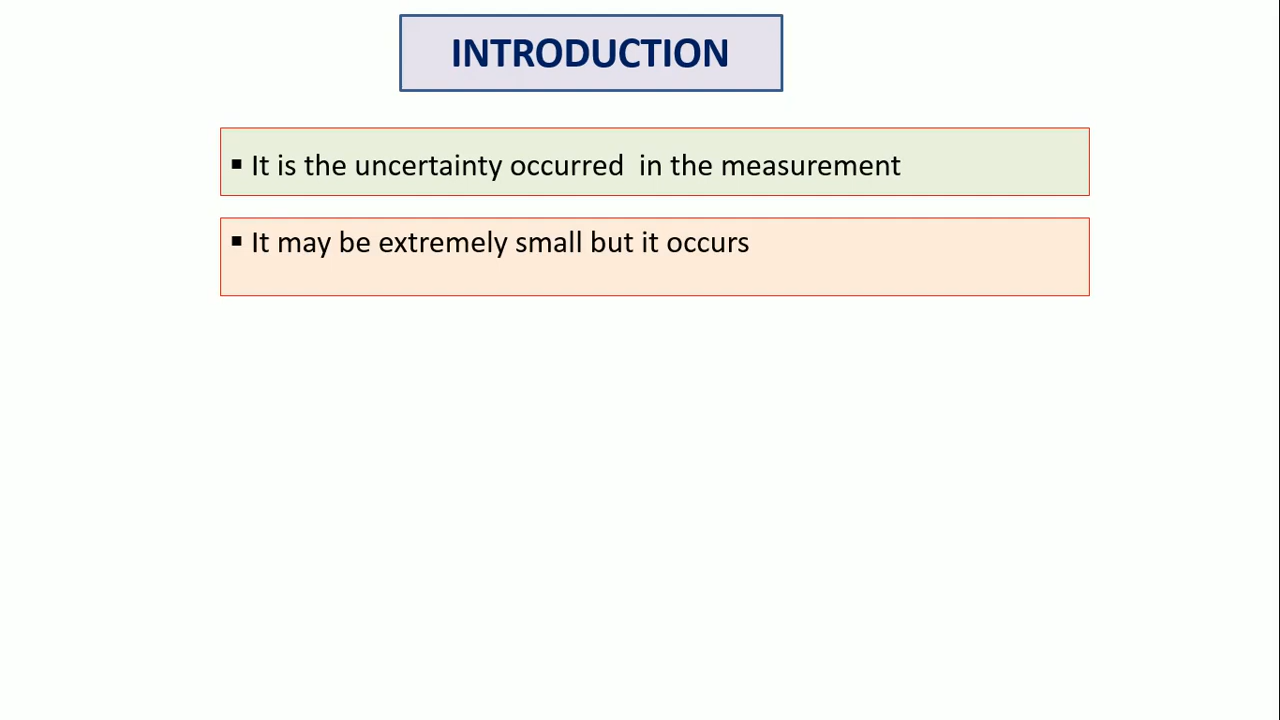 INTRODUCTION
▪ It is the uncertainty occurred  in the measurement
▪ It may be extremely small but it occurs